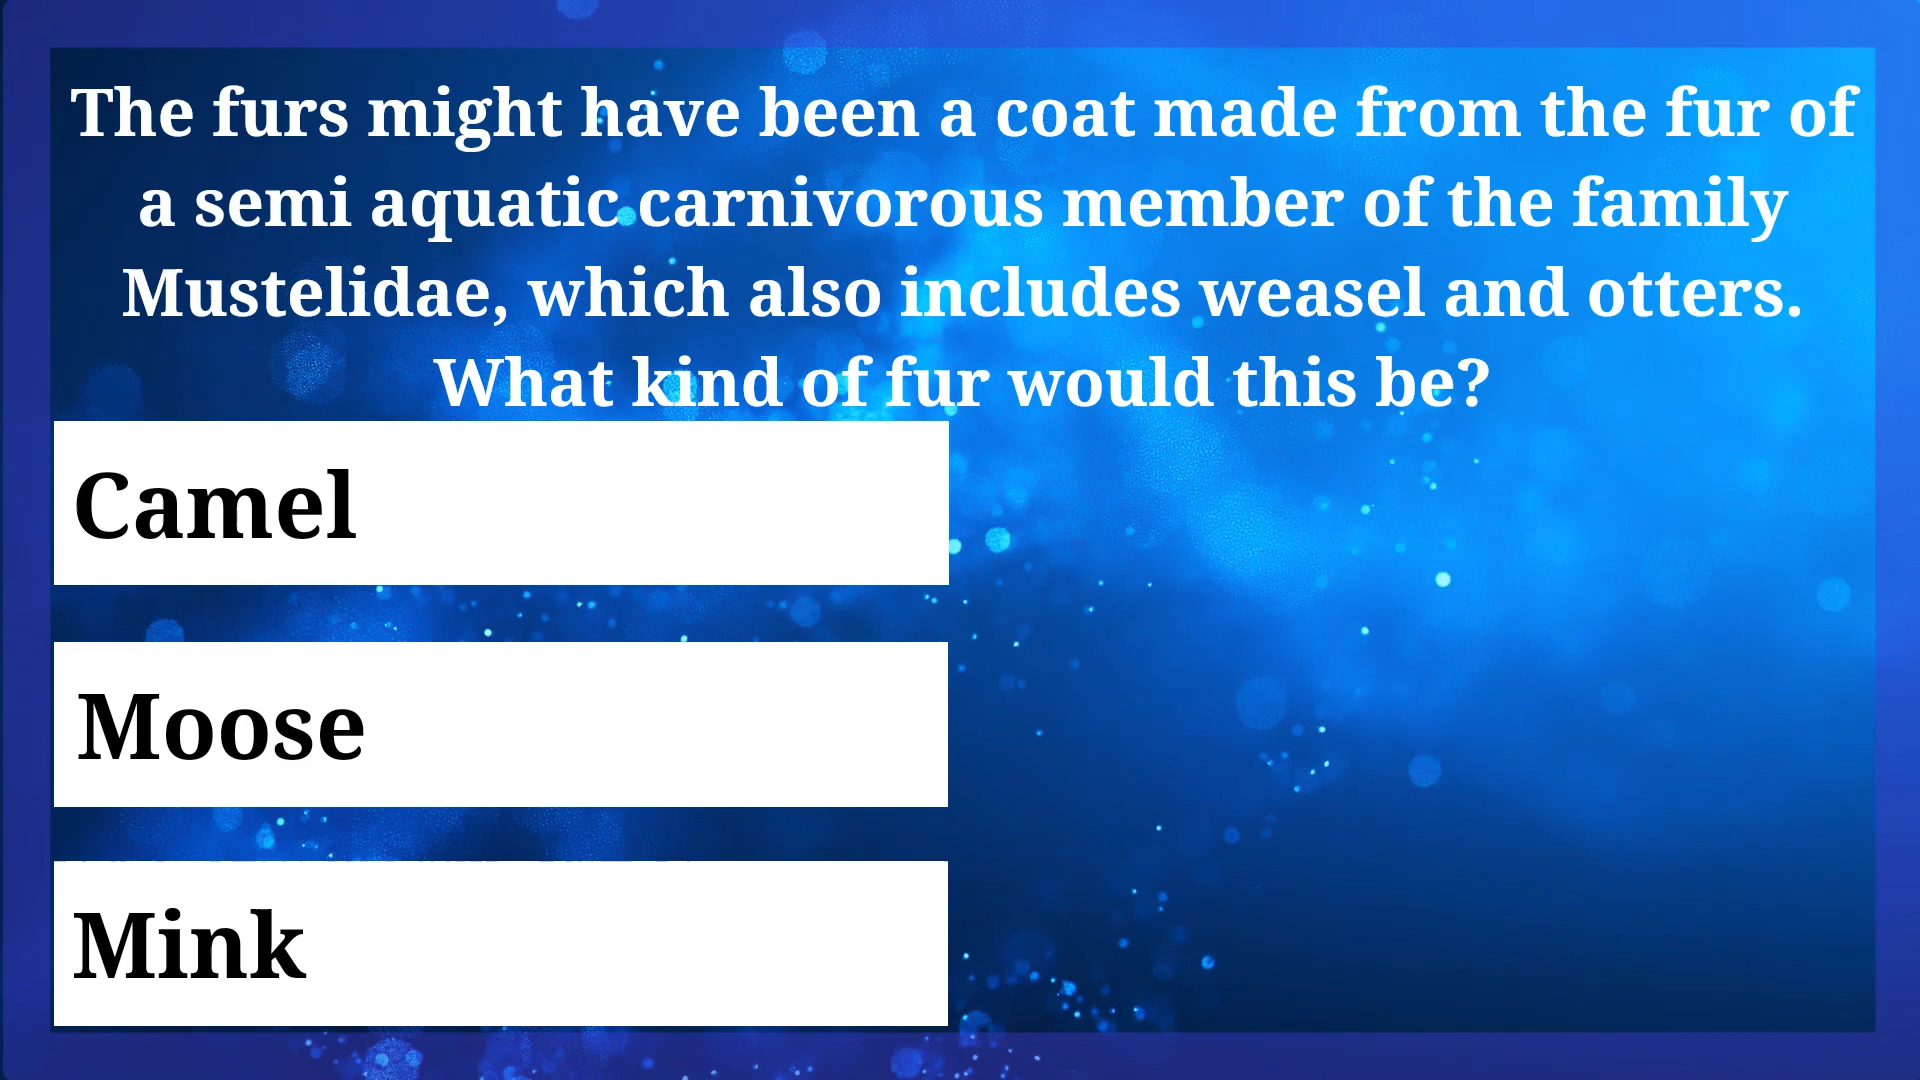 The furs might have been a coat made from the fur of
a semi aquatic carnivorous member of the family
Mustelidae, which also includes weasel and otters.
What kind of fur would this be?
Camel
Moose
Mink